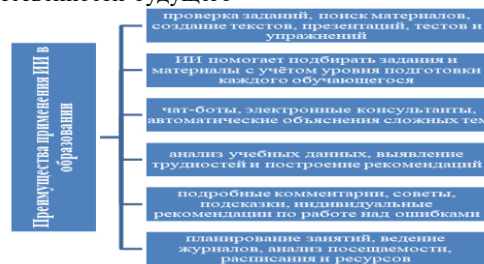 Преимущества применения ИИ в
образовании
проверка заданий, поиск материалов,
создание текстов, презентаций, тестов и
упражнений
ИИ помогает подбирать задания и
материалы с учётом уровня подготовки
каждого обучающегося
чат-боты, электронные консультанты,
автоматические объяснения сложных тем
анализ учебных данных, выявление
трудностей и построение рекомендаций
подробные комментарии, советы,
подсказки, индивидуальные
рекомендации по работе над ошибками
планирование занятий, ведение
журналов, анализ посещаемости,
расписания и ресурсов